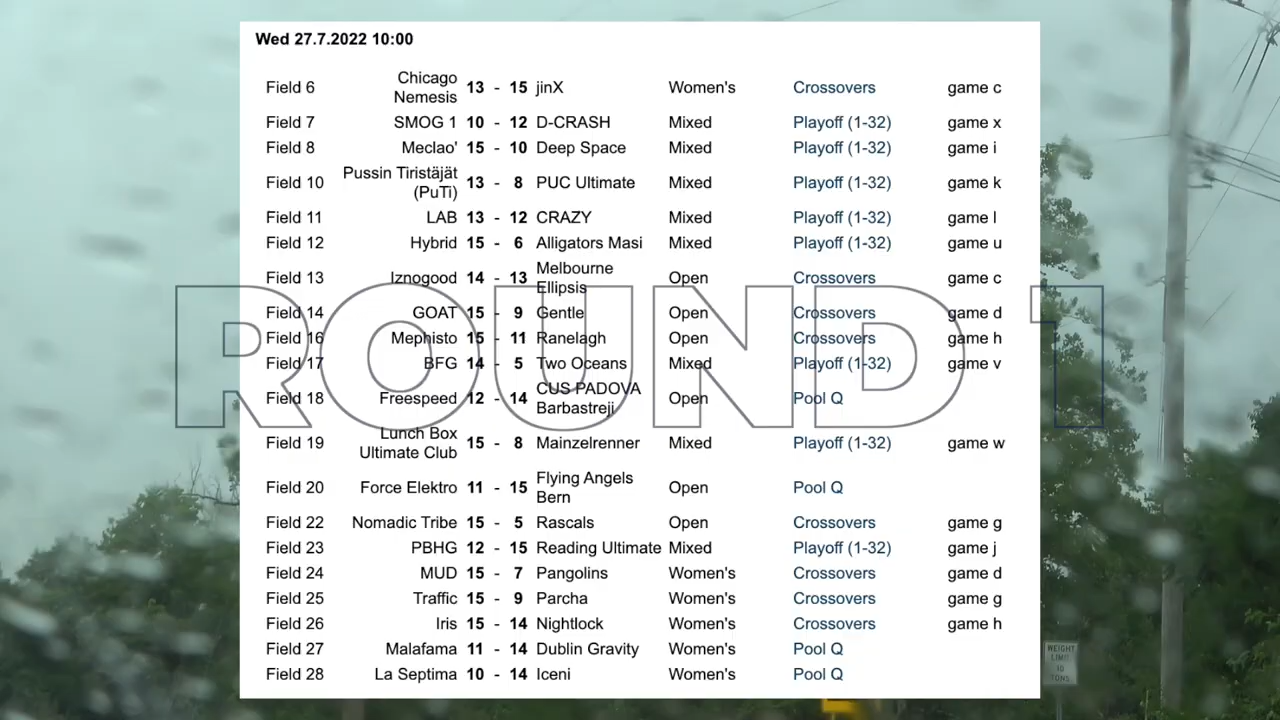 Wed 27.7.2022 10:00
Field 6 Chicago Nemesis 13 - 15 jinX Women's Crossovers game c
Field 7 SMOG 1 10 - 12 D-CRASH Mixed Playoff (1-32) game x
Field 8 Meclao' 15 - 10 Deep Space Mixed Playoff (1-32) game i
Field 10 Pussin Tiristäjät (PuTi) 13 - 8 PUC Ultimate Mixed Playoff (1-32) game k
Field 11 LAB 13 - 12 CRAZY Mixed Playoff (1-32) game l
Field 12 Hybrid 15 - 6 Alligators Masi Mixed Playoff (1-32) game u
Field 13 Iznogood 14 - 13 Melbourne Ellipsis Open Crossovers game c
Field 14 GOAT 15 - 9 Gentle Open Crossovers game d
Field 16 Mephisto 15 - 11 Ranelagh Open Crossovers game h
Field 17 BFG 14 - 5 Two Oceans Mixed Playoff (1-32) game v
Field 18 Freespeed 12 - 14 CUS PADOVA Barbastreji Open Pool Q
Field 19 Lunch Box Ultimate Club 15 - 8 Mainzelrenner Mixed Playoff (1-32) game w
Field 20 Force Elektro 11 - 15 Flying Angels Bern Open Pool Q
Field 22 Nomadic Tribe 15 - 5 Rascals Open Crossovers game g
Field 23 PBHG 12 - 15 Reading Ultimate Mixed Playoff (1-32) game j
Field 24 MUD 15 - 7 Pangolins Women's Crossovers game d
Field 25 Traffic 15 - 9 Parcha Women's Crossovers game g
Field 26 Iris 15 - 14 Nightlock Women's Crossovers game h
Field 27 Malafama 11 - 14 Dublin Gravity Women's Pool Q
Field 28 La Septima 10 - 14 Iceni Women's Pool Q
ROUND 1
WEIGHT
LIMIT
10
TONS